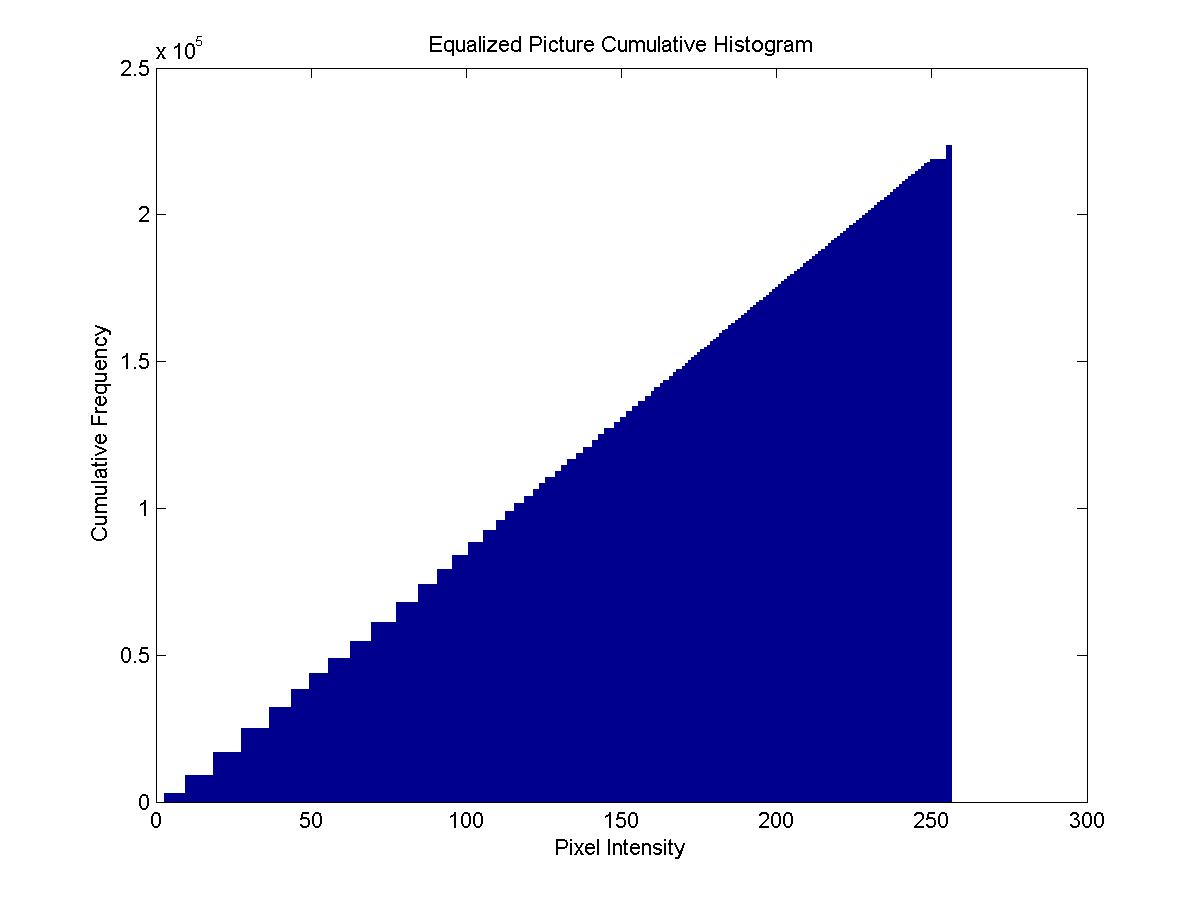 Equalized Picture Cumulative Histogram
x 10^5
2.5
2
1.5
1
0.5
0
Cumulative Frequency
0 50 100 150 200 250 300
Pixel Intensity